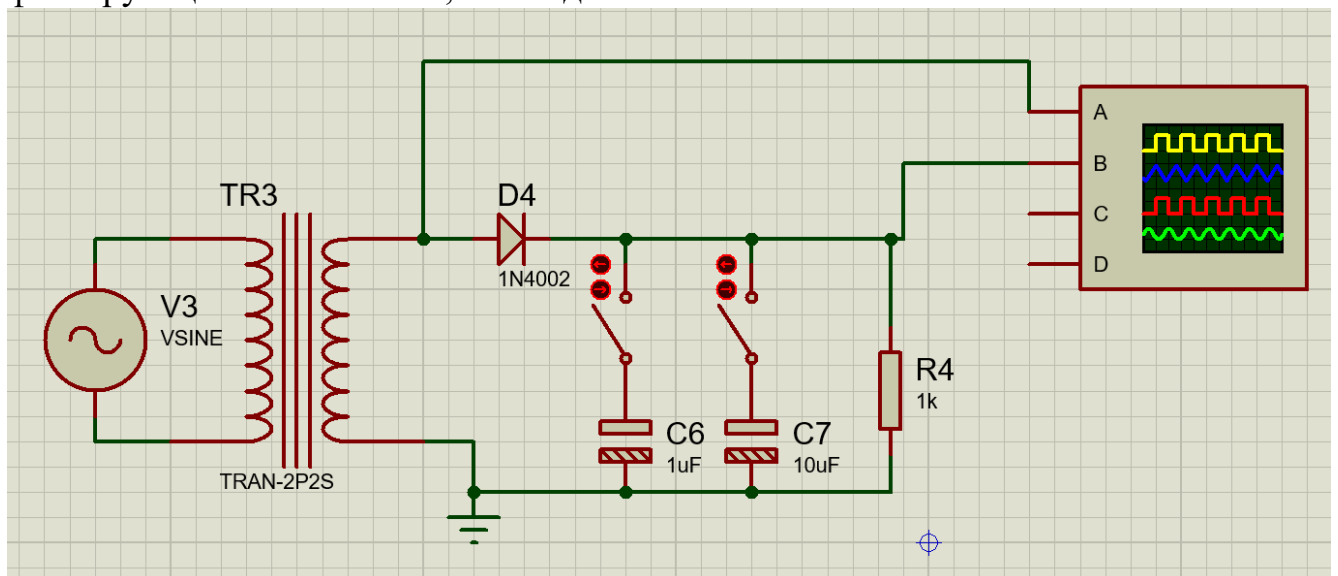 A
B
C
D
TR3
D4
1N4002
V3
VSINE
R4
1k
C6
1uF
C7
10uF
TRAN-2P2S